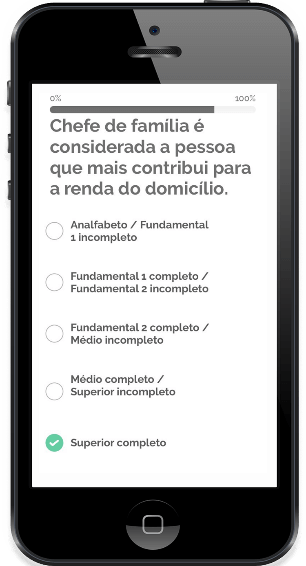 0% 100%
Chefe de família é
considerada a pessoa
que mais contribui para
a renda do domicílio.
Analfabeto / Fundamental
1 incompleto
Fundamental 1 completo /
Fundamental 2 incompleto
Fundamental 2 completo /
Médio incompleto
Médio completo /
Superior incompleto
Superior completo